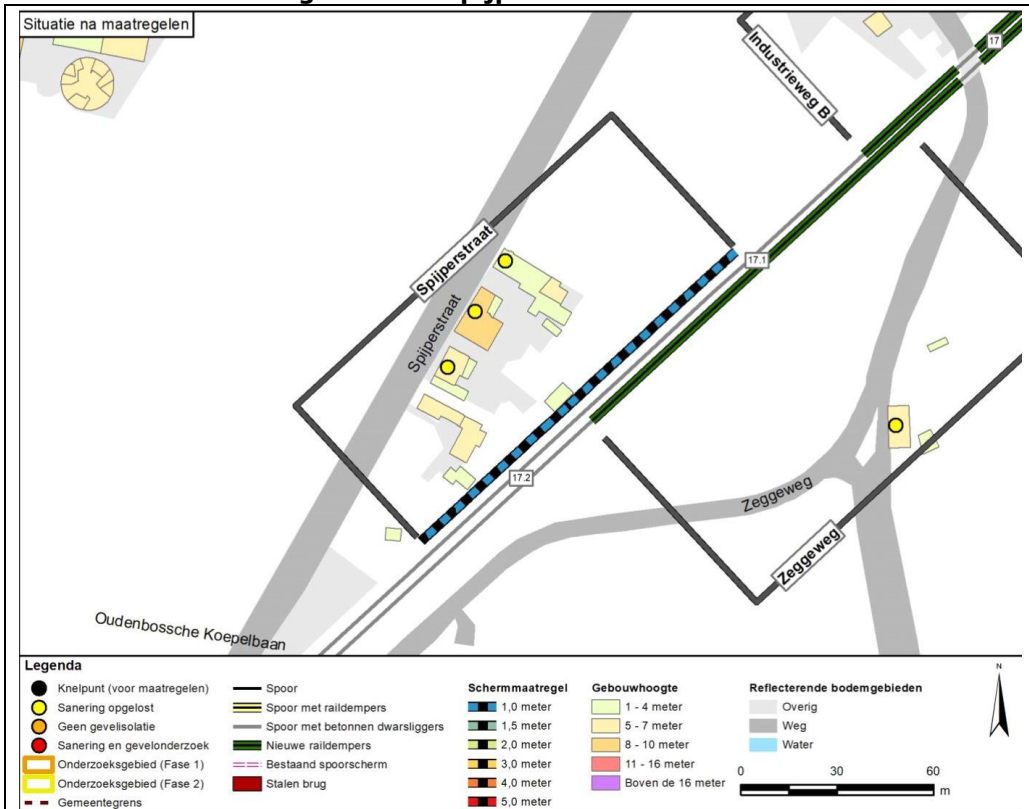 Situatie na maatregelen
Industrieweg B
17
Spijperstraat
Spijperstraat
17.1
17.2
Zeggeweg
Zeggeweg
Oudenbossche Koepelbaan
Legenda
Knelpunt (voor maatregelen)
Sanering opgelost
Geen gevelisolatie
Sanering en gevelonderzoek
Onderzoeksgebied (Fase 1)
Onderzoeksgebied (Fase 2)
Gemeentegrens
Spoor
Spoor met raildempers
Spoor met betonnen dwarsliggers
Nieuwe raildempers
Bestaand spoorscherm
Stalen brug
Schermmaatregel
1,0 meter
1,5 meter
2,0 meter
3,0 meter
4,0 meter
5,0 meter
Gebouwhoogte
1 - 4 meter
5 - 7 meter
8 - 10 meter
11 - 16 meter
Boven de 16 meter
Reflecterende bodemgebieden
Overig
Weg
Water
N
0 30 60
m